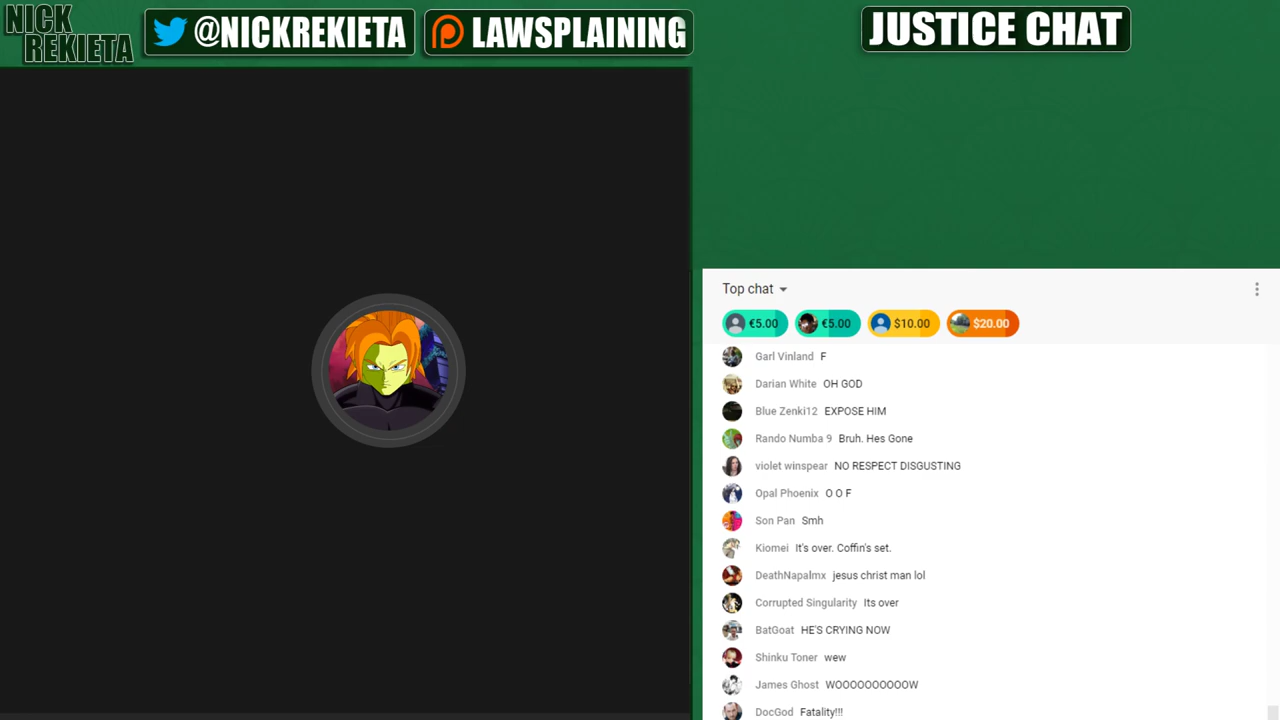 NICK
REKIETA
@NICKREKIETA
LAWSPLAINING
JUSTICE CHAT
Top chat
€5.00
€5.00
$10.00
$20.00
Garl Vinland F
Darian White OH GOD
Blue Zenki12 EXPOSE HIM
Rando Numba 9 Bruh. Hes Gone
violet winspear NO RESPECT DISGUSTING
Opal Phoenix O O F
Son Pan Smh
Kiomei It's over. Coffin's set.
DeathNapalmx jesus christ man lol
Corrupted Singularity Its over
BatGoat HE'S CRYING NOW
Shinku Toner wew
James Ghost WOOOOOOOOOOW
DocGod Fatality!!!